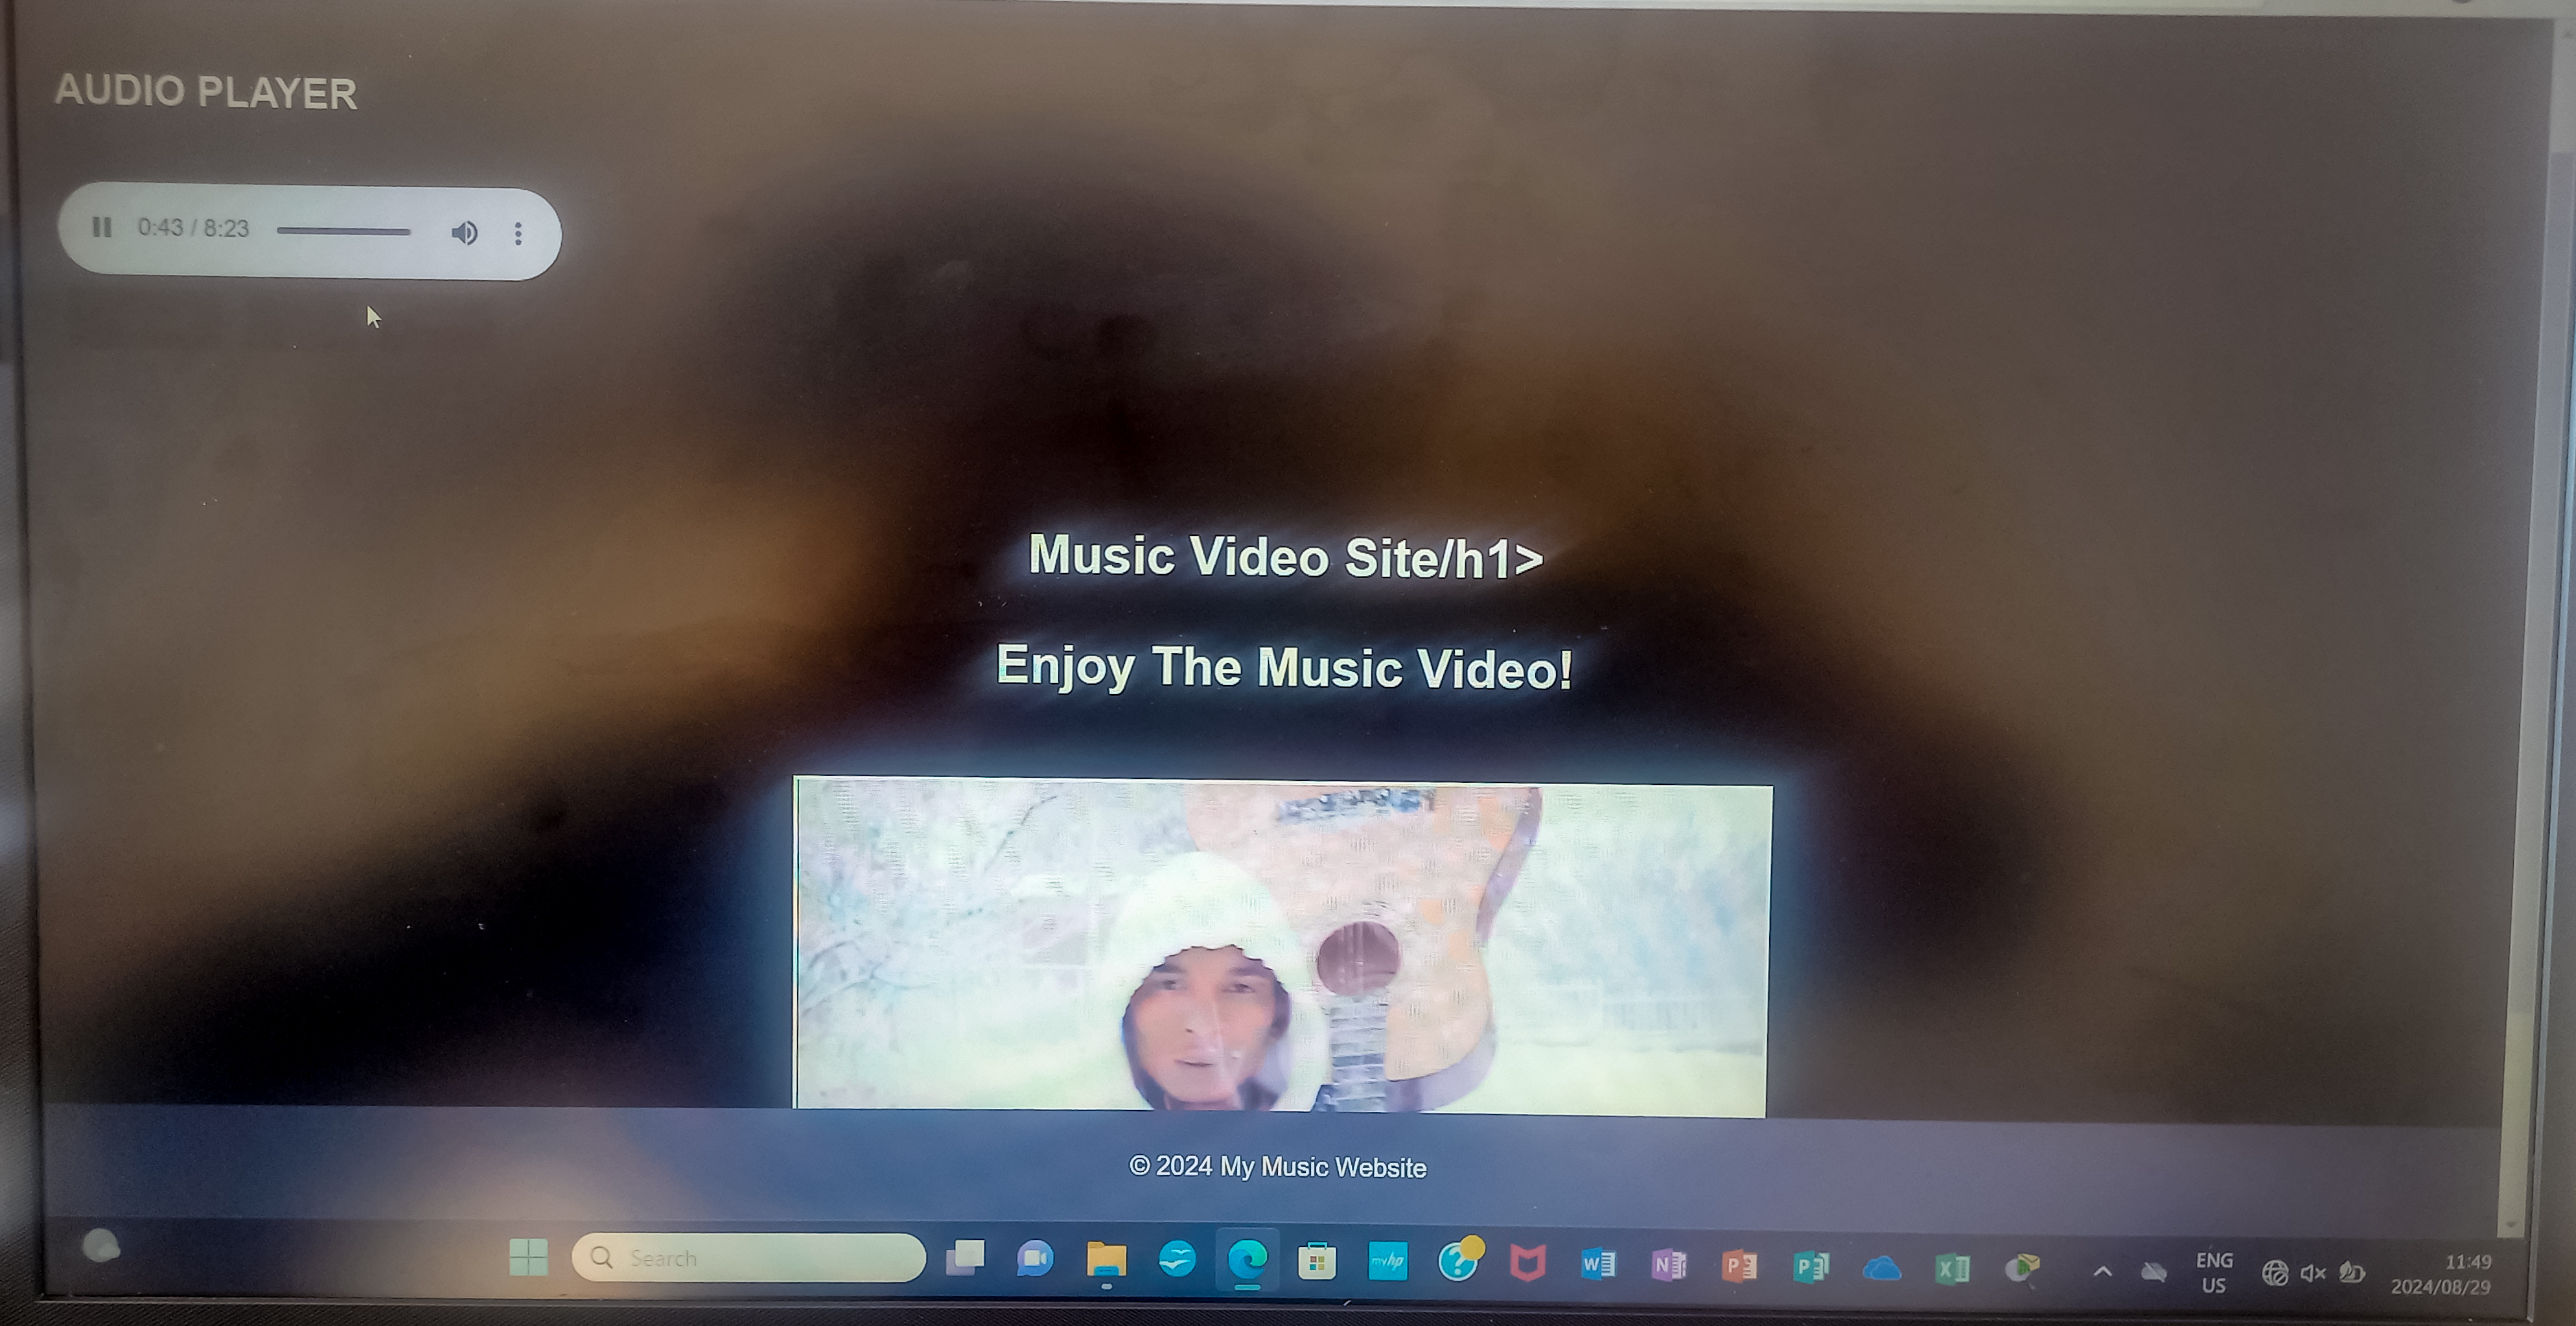 AUDIO PLAYER
0:43 / 8:23
Music Video Site/h1>
Enjoy The Music Video!
© 2024 My Music Website
Search
myhp
ENG
US
11:49
2024/08/29